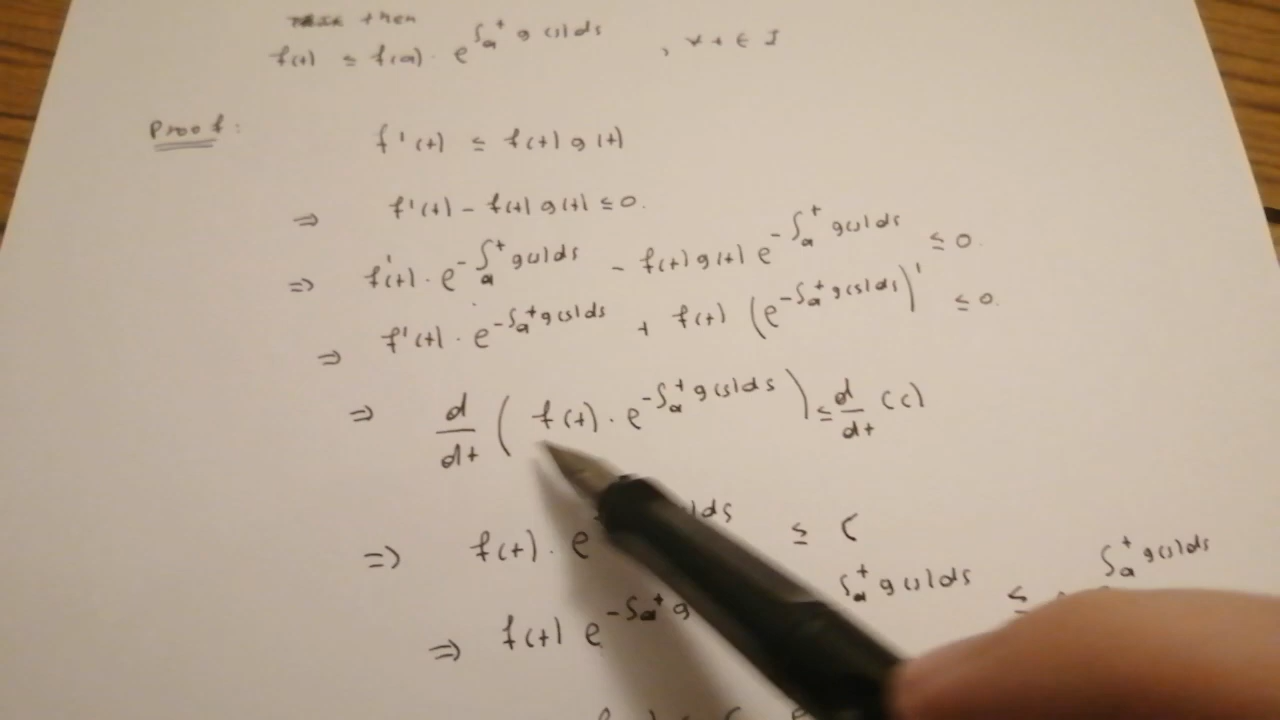 then
f(t) ≤ f(a) · e^{∫_a^t g(s)ds} , ∀ t ∈ I
Proof: f'(t) ≤ f(t) g(t)
⇒ f'(t) - f(t) g(t) ≤ 0.
⇒ f'(t) · e^{-∫_a^t g(s)ds} - f(t) g(t) e^{-∫_a^t g(s)ds} ≤ 0.
⇒ f'(t) · e^{-∫_a^t g(s)ds} + f(t) (e^{-∫_a^t g(s)ds})' ≤ 0.
⇒ d/dt ( f(t) · e^{-∫_a^t g(s)ds} ) ≤ d/dt (c)
⇒ f(t) · e ds ≤ C
⇒ f(t) e^{-∫_a^t g ∫_a^t g(s)ds ≤ ∫_a^t g(s)ds